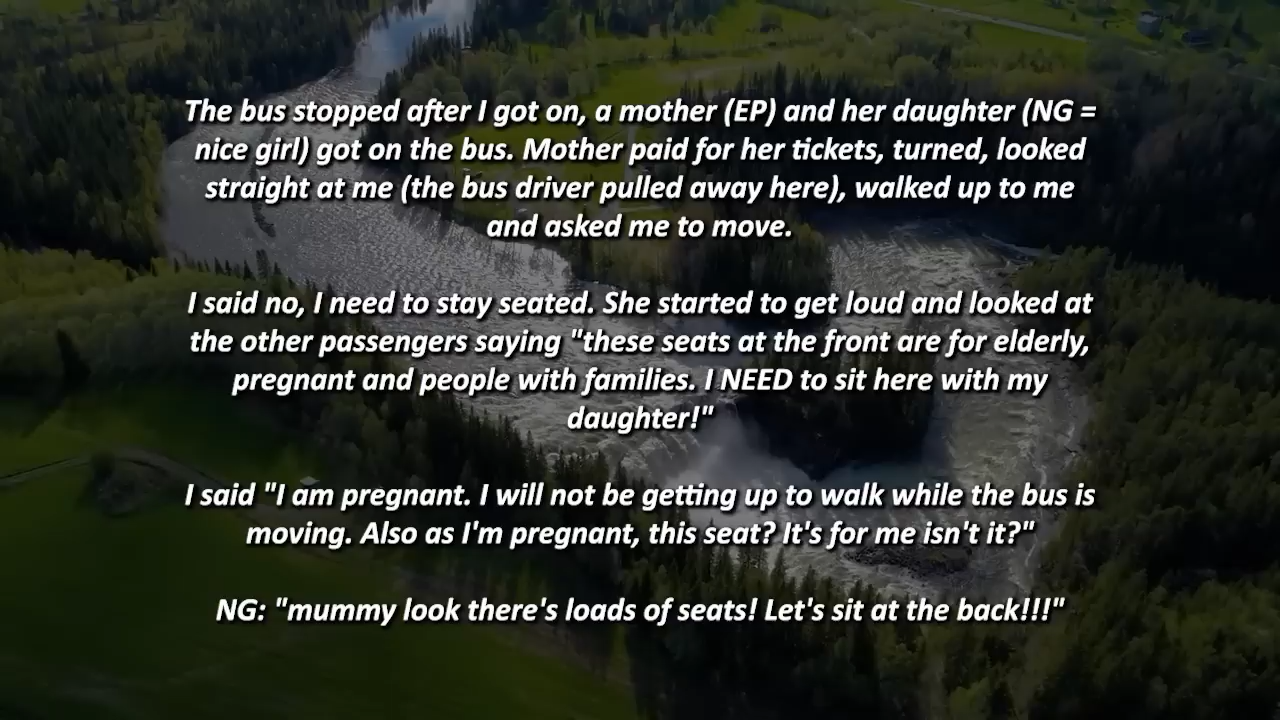 The bus stopped after I got on, a mother (EP) and her daughter (NG =
nice girl) got on the bus. Mother paid for her tickets, turned, looked
straight at me (the bus driver pulled away here), walked up to me
and asked me to move.
I said no, I need to stay seated. She started to get loud and looked at
the other passengers saying "these seats at the front are for elderly,
pregnant and people with families. I NEED to sit here with my
daughter!"
I said "I am pregnant. I will not be getting up to walk while the bus is
moving. Also as I'm pregnant, this seat? It's for me isn't it?"
NG: "mummy look there's loads of seats! Let's sit at the back!!!"